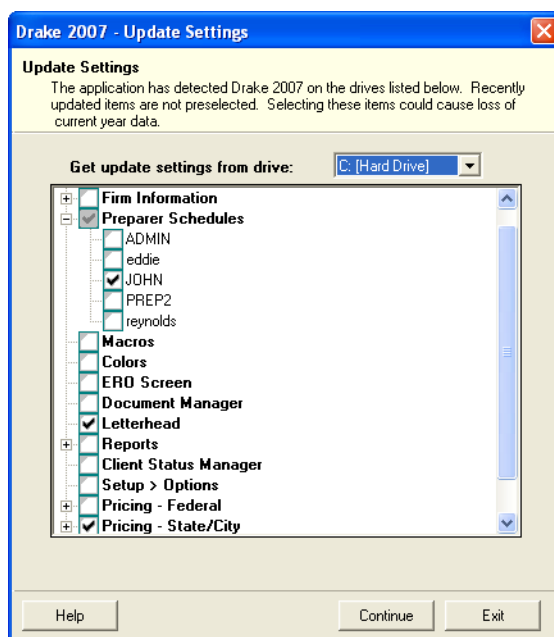 Drake 2007 - Update Settings
Update Settings
The application has detected Drake 2007 on the drives listed below. Recently
updated items are not preselected. Selecting these items could cause loss of
current year data.
Get update settings from drive: C: [Hard Drive]
Firm Information
Preparer Schedules
ADMIN
eddie
JOHN
PREP2
reynolds
Macros
Colors
ERO Screen
Document Manager
Letterhead
Reports
Client Status Manager
Setup > Options
Pricing - Federal
Pricing - State/City
Help Continue Exit